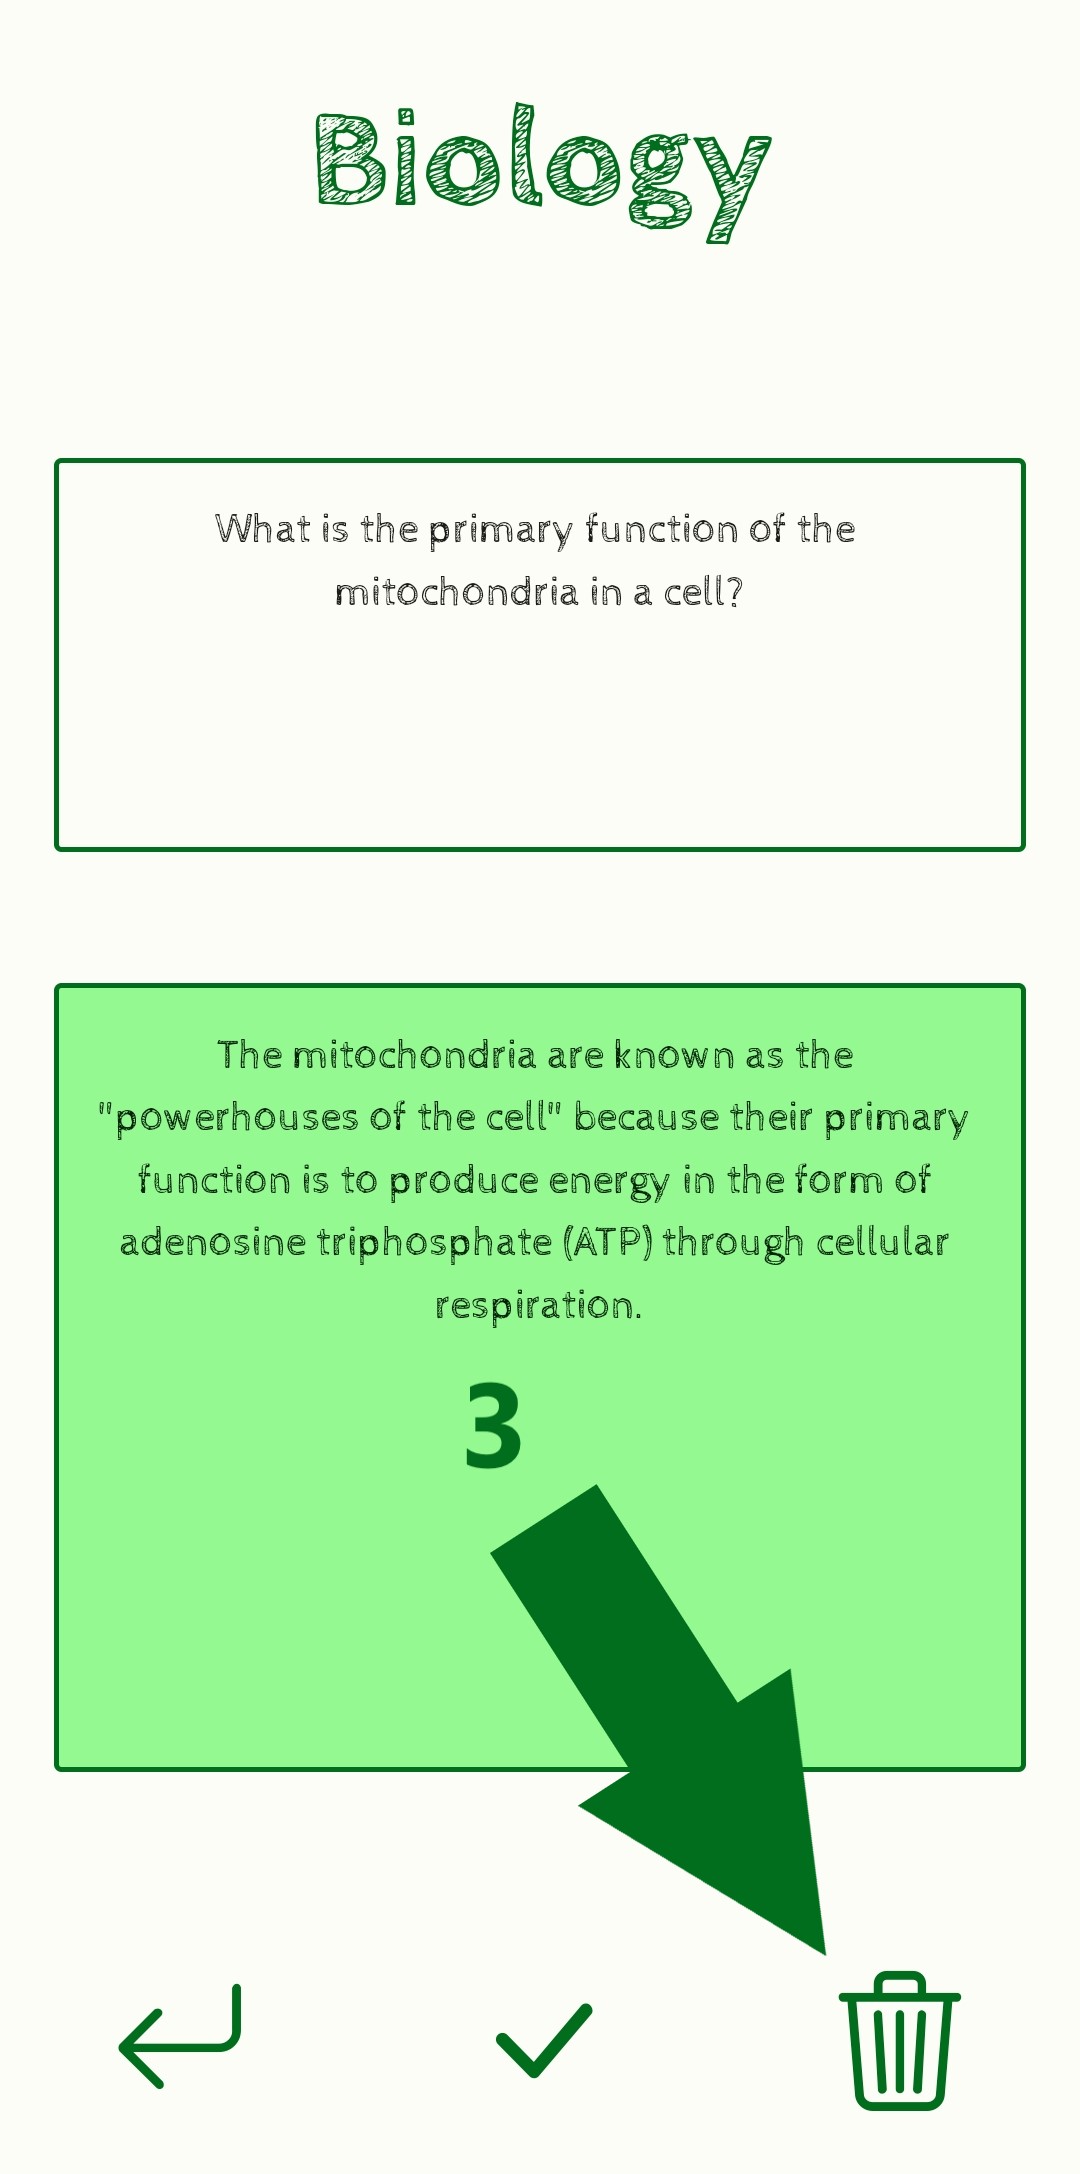 Biology
What is the primary function of the
mitochondria in a cell?
The mitochondria are known as the
"powerhouses of the cell" because their primary
function is to produce energy in the form of
adenosine triphosphate (ATP) through cellular
respiration.
3